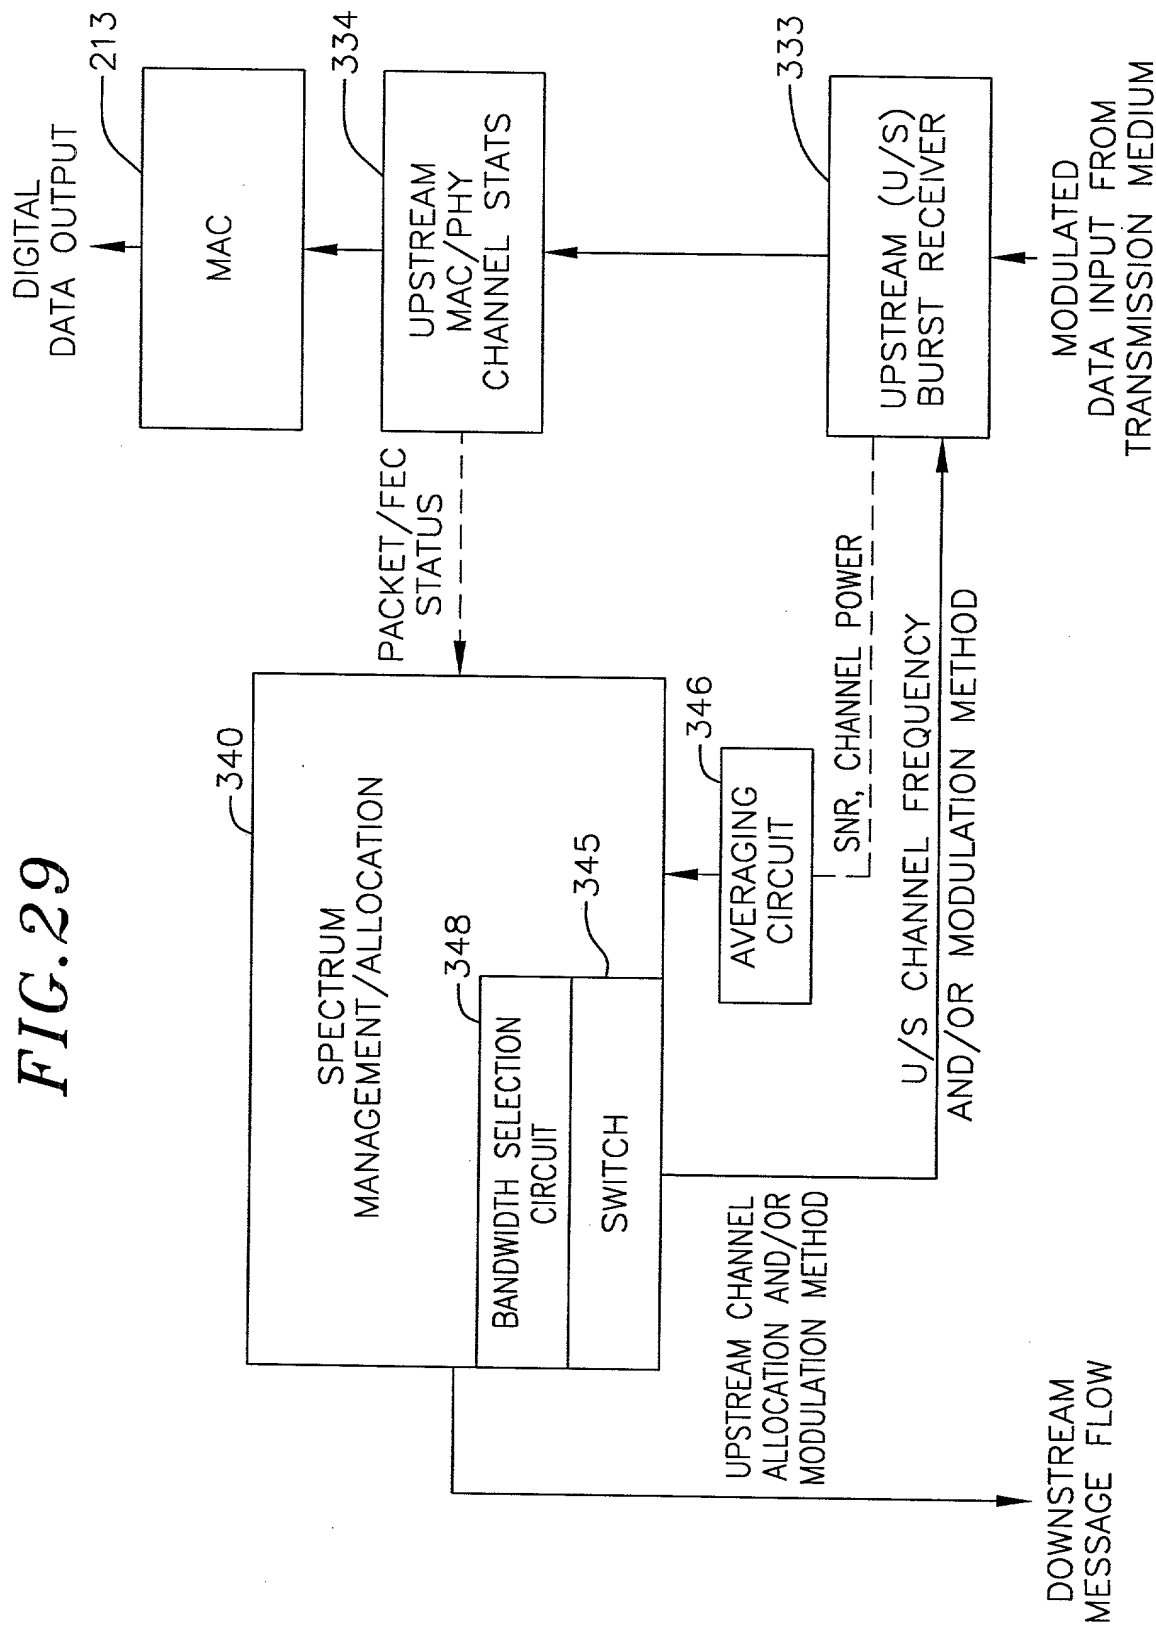 FIG.29
DIGITAL
DATA OUTPUT
213
MAC
334
UPSTREAM
MAC/PHY
CHANNEL STATS
PACKET/FEC
STATUS
340
SPECTRUM
MANAGEMENT/ALLOCATION
348
BANDWIDTH SELECTION
CIRCUIT
345
SWITCH
346
AVERAGING
CIRCUIT
SNR, CHANNEL POWER
333
UPSTREAM (U/S)
BURST RECEIVER
U/S CHANNEL FREQUENCY
AND/OR MODULATION METHOD
UPSTREAM CHANNEL
ALLOCATION AND/OR
MODULATION METHOD
MODULATED
DATA INPUT FROM
TRANSMISSION MEDIUM
DOWNSTREAM
MESSAGE FLOW